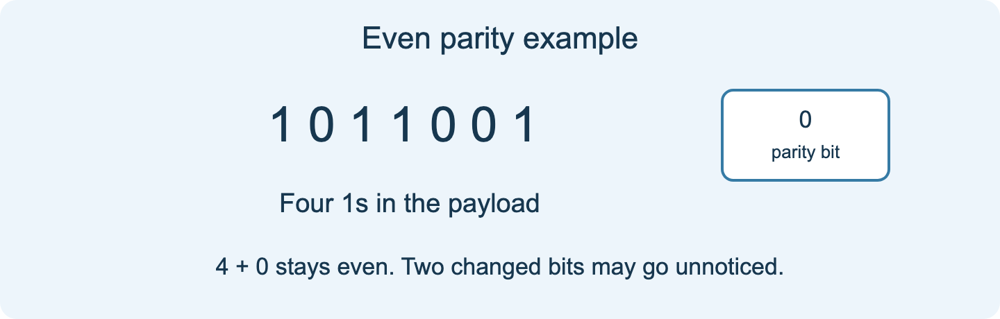 Even parity example
1 0 1 1 0 0 1
0
parity bit
Four 1s in the payload
4 + 0 stays even. Two changed bits may go unnoticed.